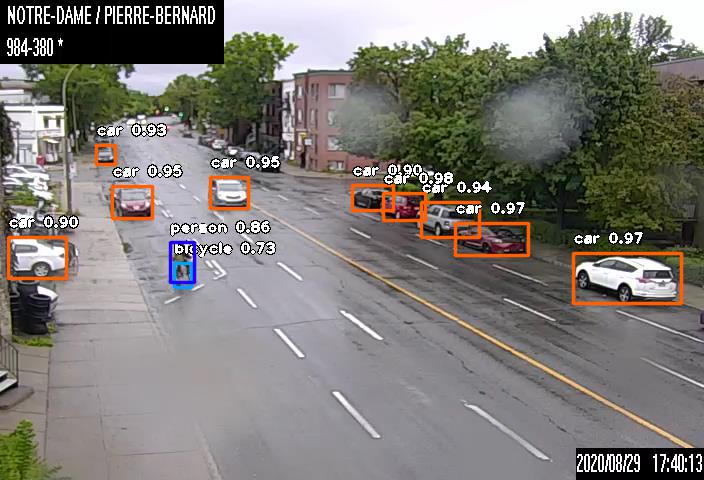 NOTRE-DAME / PIERRE-BERNARD
984-380 *
car 0.93
car 0.95
car 0.95
car 0.90
car 0.98
car 0.94
car 0.97
car 0.90
person 0.86
bicycle 0.73
car 0.97
2020/08/29 17:40:13